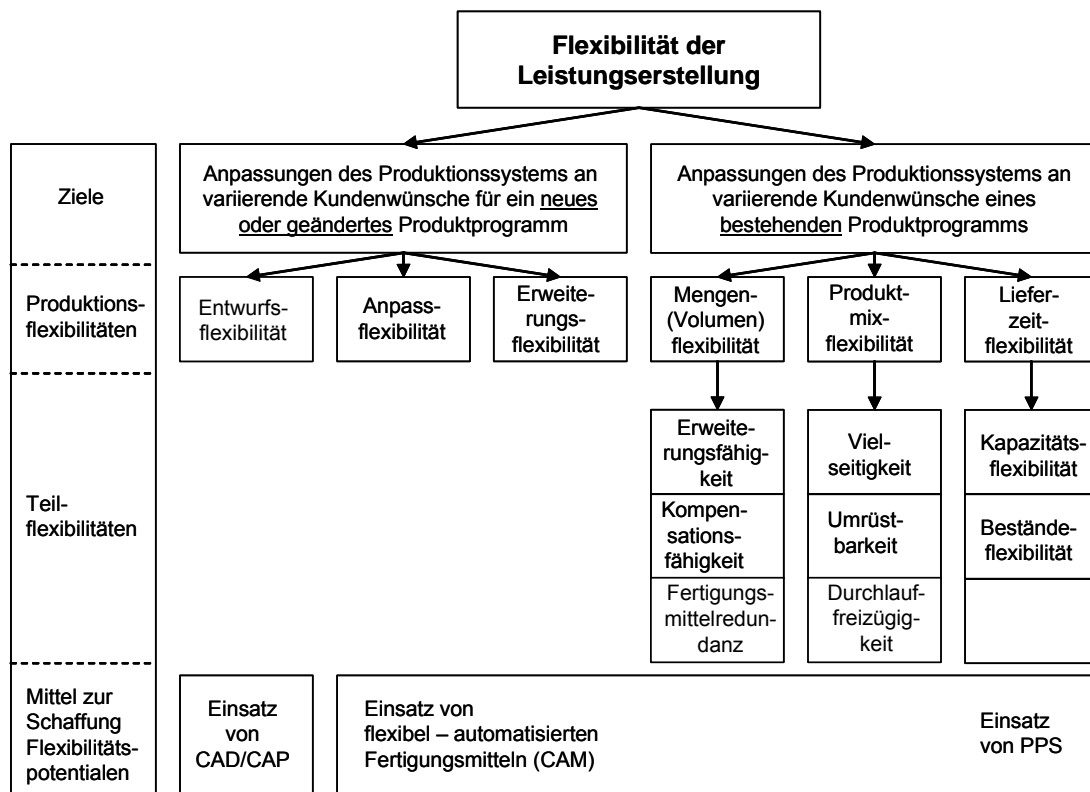 Flexibilität der
Leistungserstellung
Ziele
Anpassungen des Produktionssystems an
variierende Kundenwünsche für ein neues
oder geändertes Produktprogramm
Anpassungen des Produktionssystems an
variierende Kundenwünsche eines
bestehenden Produktprogramms
Produktions-
flexibilitäten
Entwurfs-
flexibilität
Anpass-
flexibilität
Erweite-
rungs-
flexibilität
Mengen-
(Volumen)
flexibilität
Produkt-
mix-
flexibilität
Liefer-
zeit-
flexibilität
Teil-
flexibilitäten
Erweite-
rungsfähig-
keit
Kompen-
sations-
fähigkeit
Fertigungs-
mittelredun-
danz
Viel-
seitigkeit
Umrüst-
barkeit
Durchlauf-
freizügig-
keit
Kapazitäts-
flexibilität
Bestände-
flexibilität
Mittel zur
Schaffung
Flexibilitäts-
potentialen
Einsatz
von
CAD/CAP
Einsatz von
flexibel – automatisierten
Fertigungsmitteln (CAM)
Einsatz
von PPS